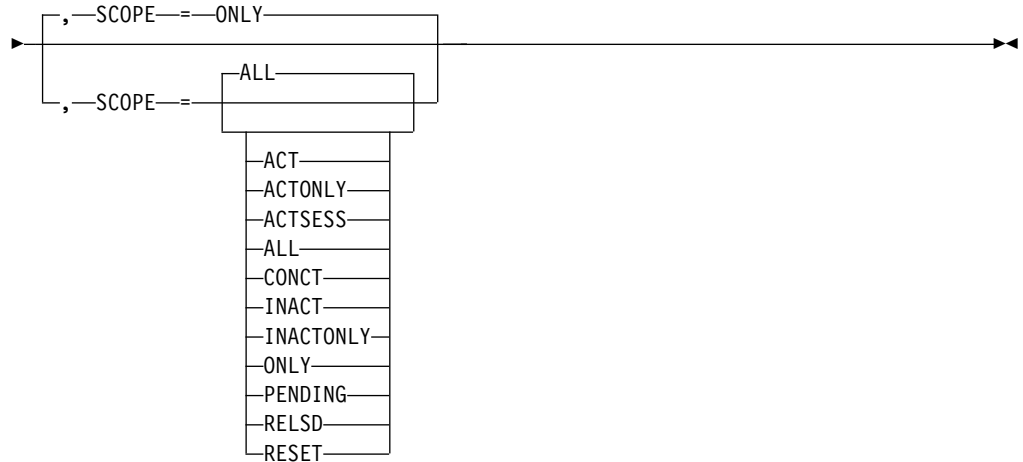 , SCOPE = ONLY
ALL
, SCOPE =
ACT
ACTONLY
ACTSESS
ALL
CONCT
INACT
INACTONLY
ONLY
PENDING
RELSD
RESET